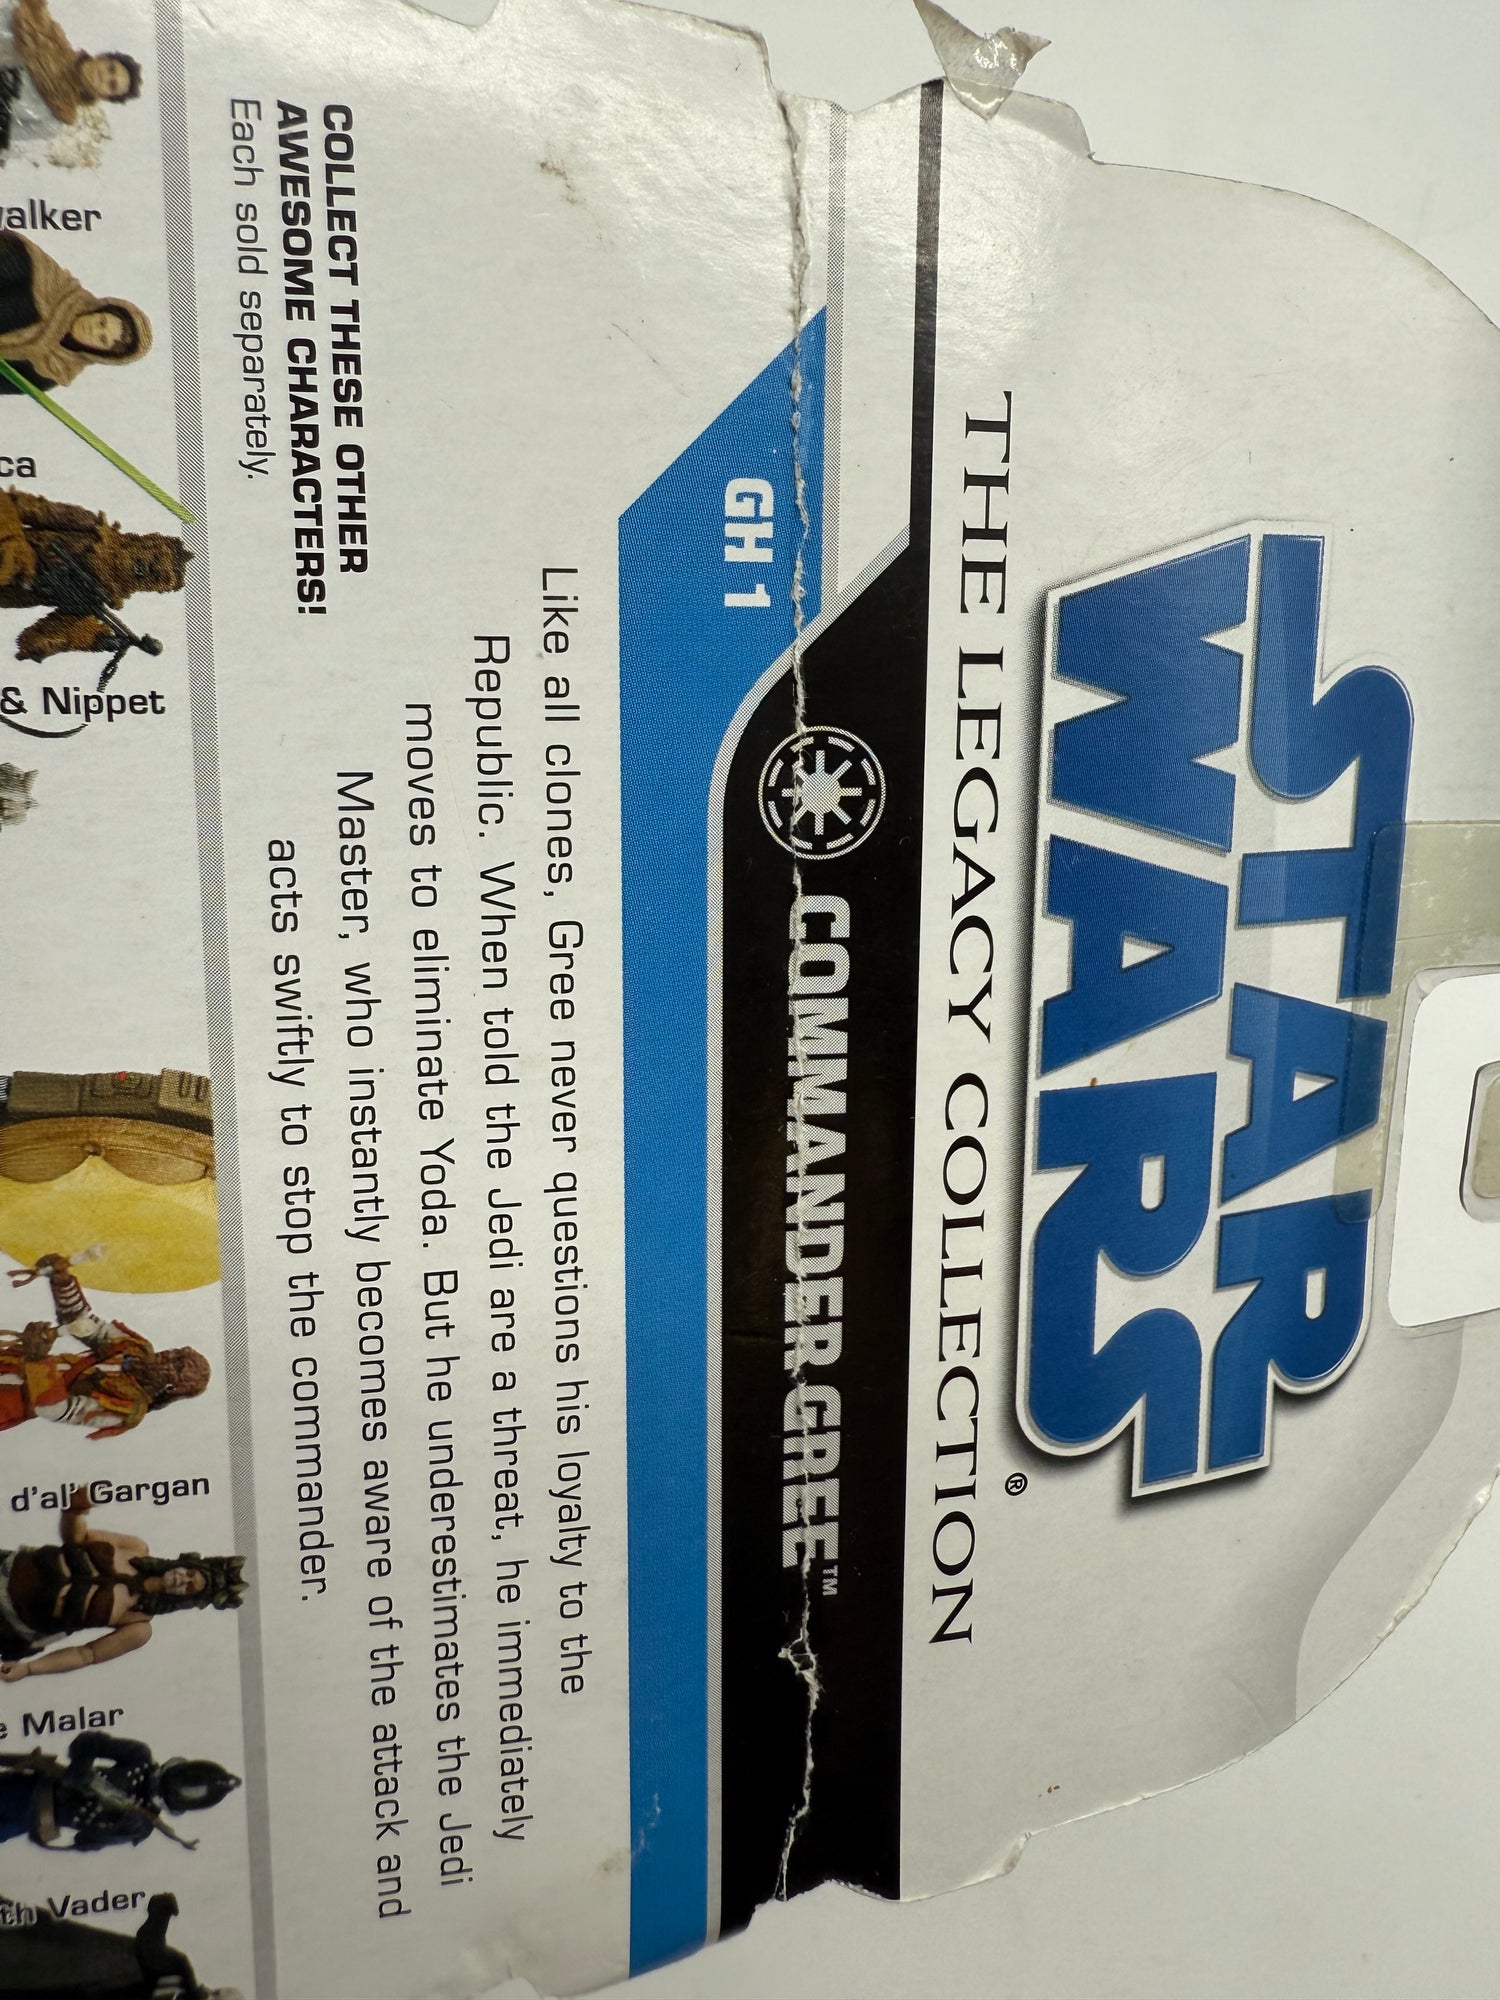 STAR
WARS
®
THE LEGACY COLLECTION
COMMANDER GREE™
GH 1
Like all clones, Gree never questions his loyalty to the
Republic. When told the Jedi are a threat, he immediately
moves to eliminate Yoda. But he underestimates the Jedi
Master, who instantly becomes aware of the attack and
acts swiftly to stop the commander.
COLLECT THESE OTHER
AWESOME CHARACTERS!
Each sold separately.
alker
ca
& Nippet
d'al' Gargan
e Malar
th Vader